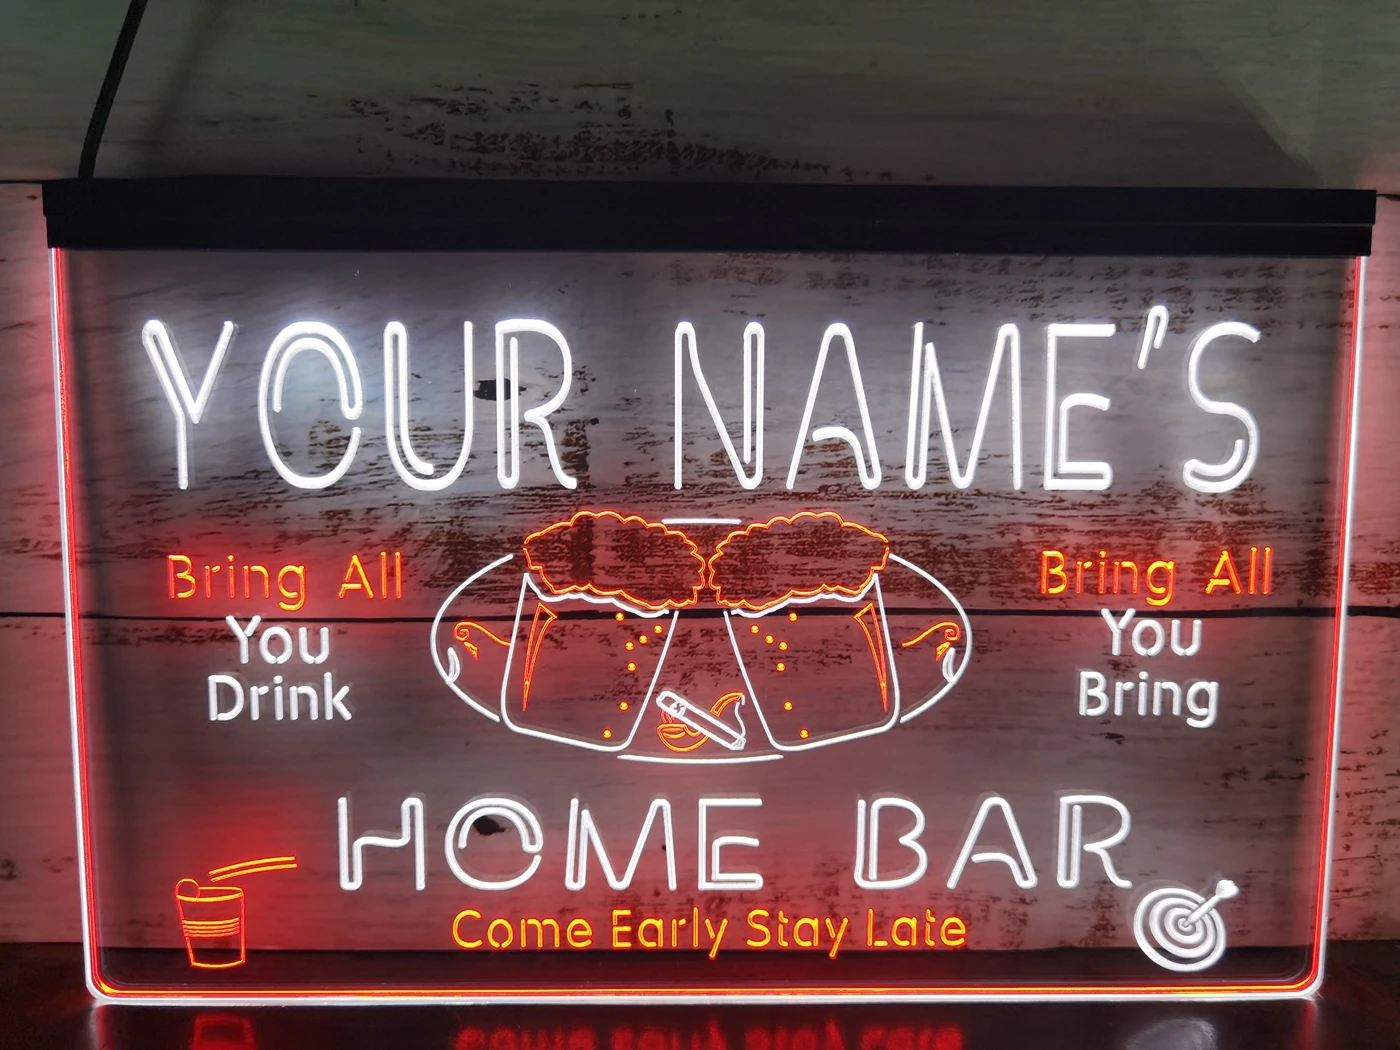 YOUR NAME'S
Bring All
You
Drink
Bring All
You
Bring
HOME BAR
Come Early Stay Late